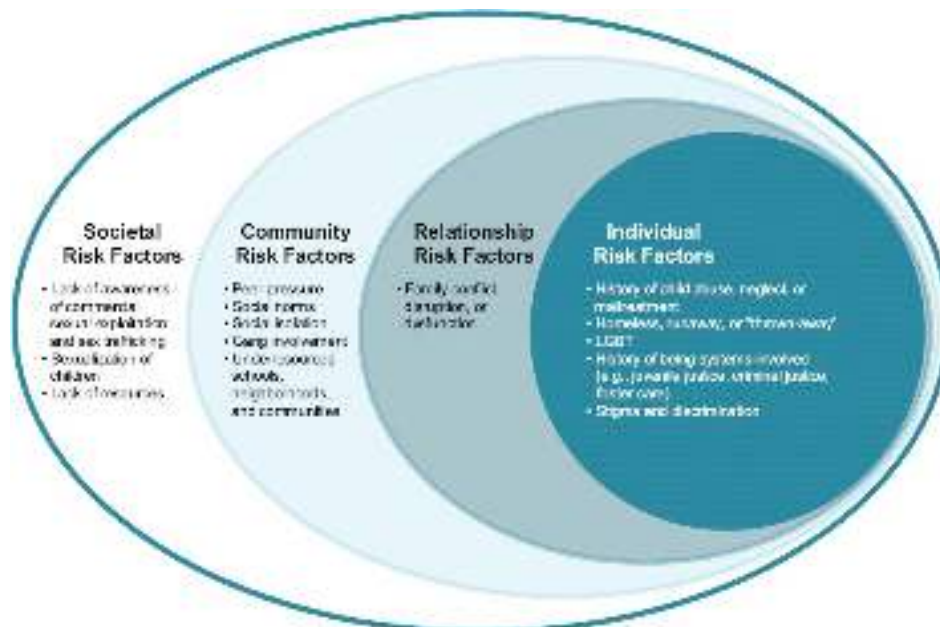 Societal
Risk Factors
• Lack of awareness
of commercial
sexual exploitation
and sex trafficking
• Sexualization of
children
• Lack of resources
Community
Risk Factors
• Peer pressure
• Social norms
• Social isolation
• Gang involvement
• Under-resourced
schools,
neighborhoods,
and communities
Relationship
Risk Factors
• Family conflict,
disruption, or
dysfunction
Individual
Risk Factors
• History of child abuse, neglect, or
maltreatment
• Homeless, runaway, or "thrown-away"
• LGBT
• History of being systems-involved
(e.g., juvenile justice, criminal justice,
foster care)
• Stigma and discrimination